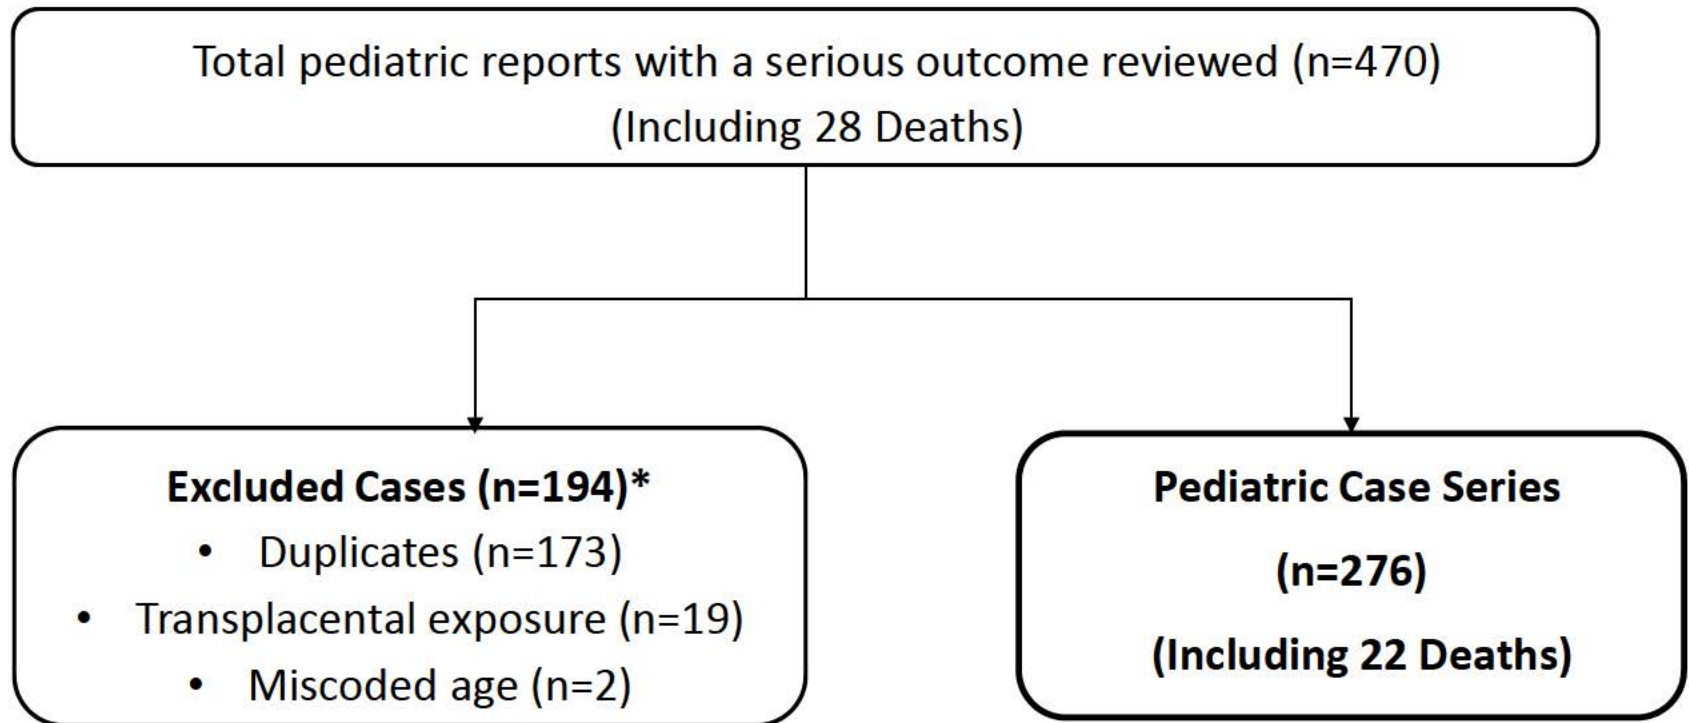 Total pediatric reports with a serious outcome reviewed (n=470)
(Including 28 Deaths)
Excluded Cases (n=194)*
• Duplicates (n=173)
• Transplacental exposure (n=19)
• Miscoded age (n=2)
Pediatric Case Series
(n=276)
(Including 22 Deaths)